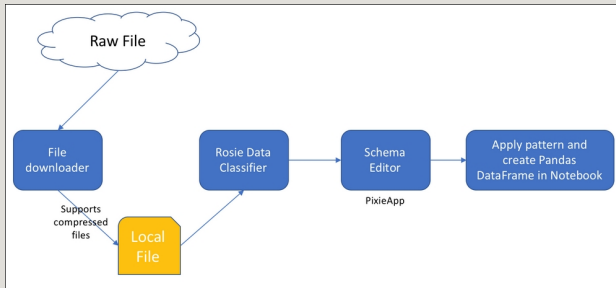 Raw File
File
downloader
Supports
compressed
files
Local
File
Rosie Data
Classifier
Schema
Editor
PixieApp
Apply pattern and
create Pandas
DataFrame in Notebook